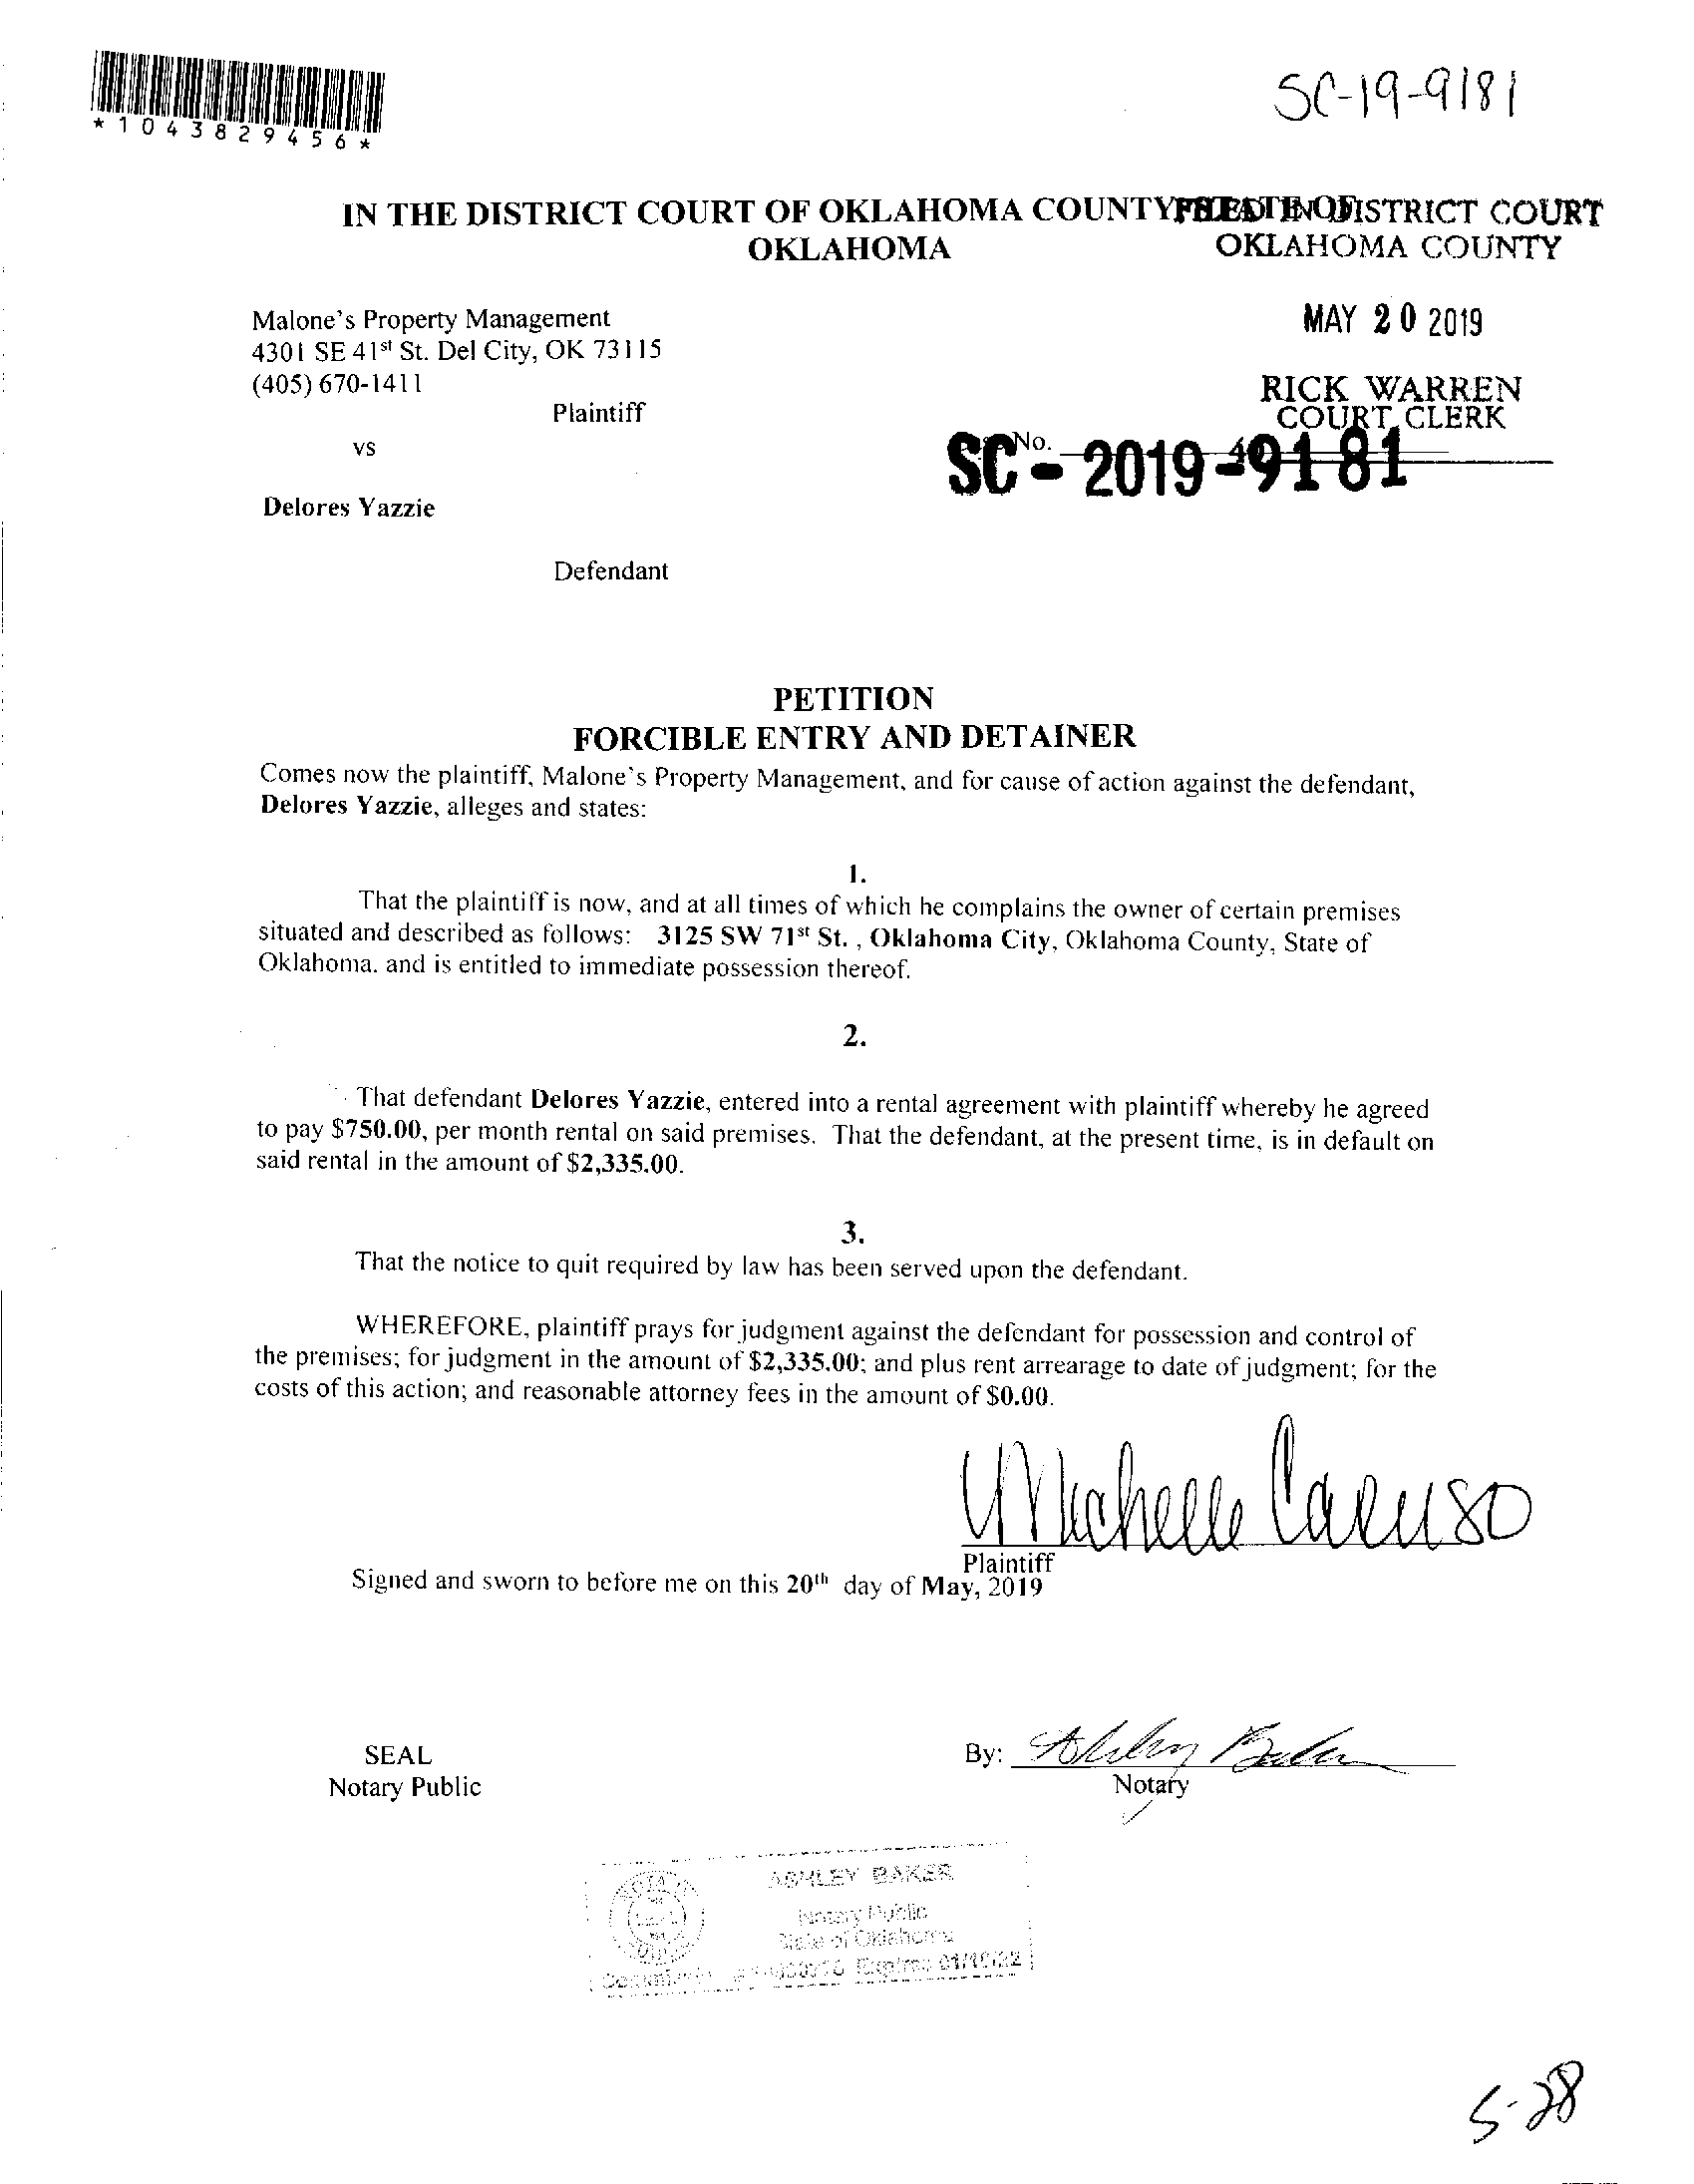 *1043829456*
SC-19-9181
IN THE DISTRICT COURT OF OKLAHOMA COUNTY
FILED IN DISTRICT COURT
OKLAHOMA
OKLAHOMA COUNTY
Malone's Property Management
4301 SE 41st St. Del City, OK 73115
(405) 670-1411
MAY 20 2019
RICK WARREN
COURT CLERK
Plaintiff
vs
No.
SC - 2019 - 9181
Delores Yazzie
Defendant
PETITION
FORCIBLE ENTRY AND DETAINER
Comes now the plaintiff, Malone's Property Management, and for cause of action against the defendant,
Delores Yazzie, alleges and states:
1.
That the plaintiff is now, and at all times of which he complains the owner of certain premises
situated and described as follows: 3125 SW 71st St. , Oklahoma City, Oklahoma County, State of
Oklahoma. and is entitled to immediate possession thereof.
2.
That defendant Delores Yazzie, entered into a rental agreement with plaintiff whereby he agreed
to pay $750.00, per month rental on said premises. That the defendant, at the present time, is in default on
said rental in the amount of $2,335.00.
3.
That the notice to quit required by law has been served upon the defendant.
WHEREFORE, plaintiff prays for judgment against the defendant for possession and control of
the premises; for judgment in the amount of $2,335.00; and plus rent arrearage to date of judgment; for the
costs of this action; and reasonable attorney fees in the amount of $0.00.
Michelle Caruso
Plaintiff
Signed and sworn to before me on this 20th day of May, 2019
SEAL
Notary Public
By: Ashley Baker
Notary
ASHLEY BAKER
Notary Public
State of Oklahoma
Expires 01/
5-28